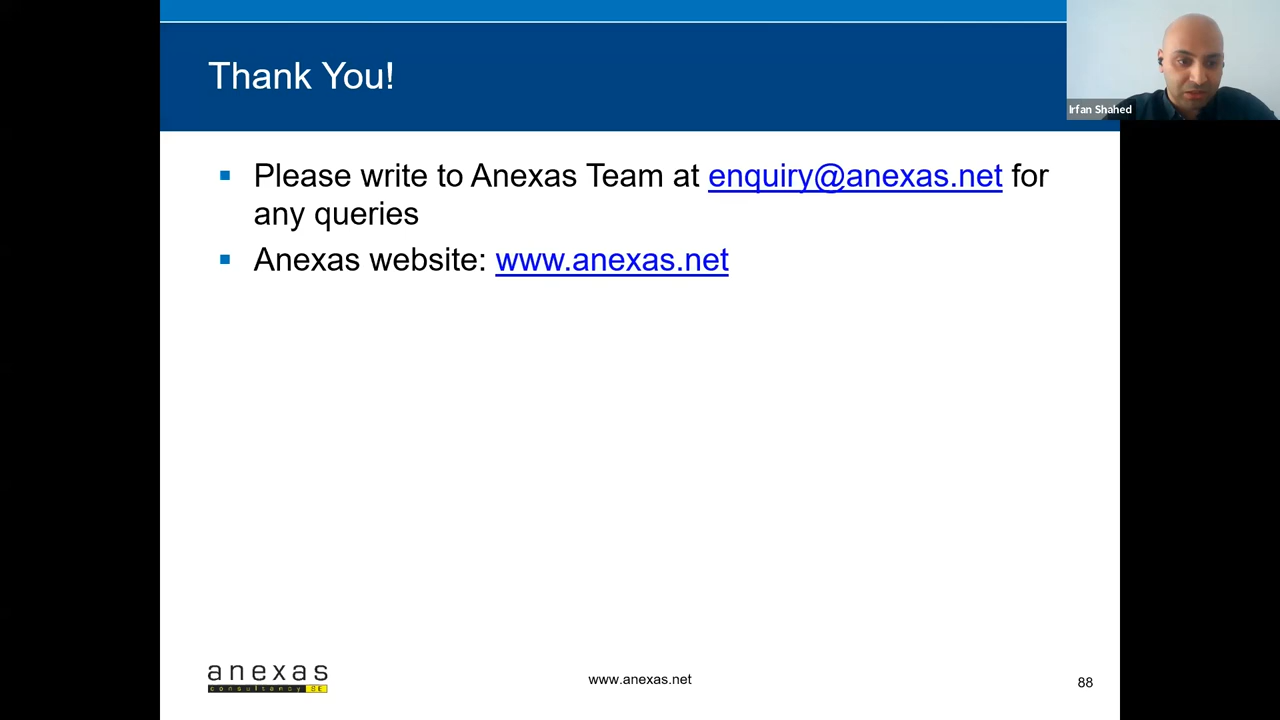 Thank You!
Irfan Shahed
Please write to Anexas Team at enquiry@anexas.net for
any queries
Anexas website: www.anexas.net
anexas
consultancy
www.anexas.net
88